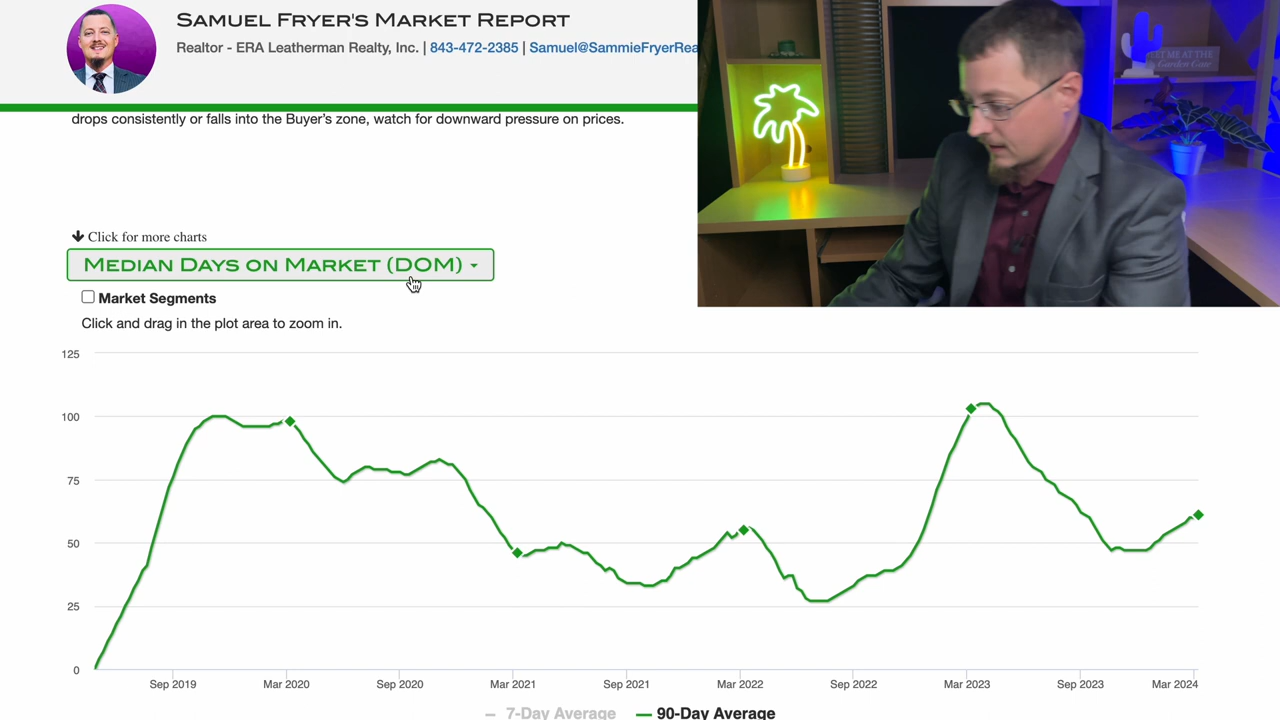 SAMUEL FRYER'S MARKET REPORT
Realtor - ERA Leatherman Realty, Inc. | 843-472-2385 | Samuel@SammieFryerRea
drops consistently or falls into the Buyer's zone, watch for downward pressure on prices.
Click for more charts
MEDIAN DAYS ON MARKET (DOM)
Market Segments
Click and drag in the plot area to zoom in.
125
100
75
50
25
0
Sep 2019 Mar 2020 Sep 2020 Mar 2021 Sep 2021 Mar 2022 Sep 2022 Mar 2023 Sep 2023 Mar 2024
7-Day Average 90-Day Average